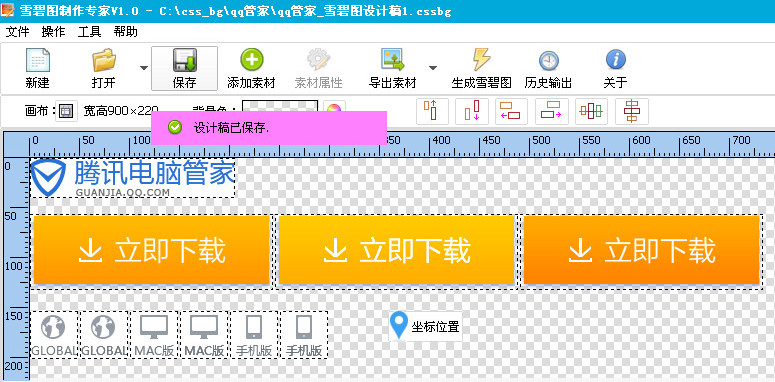 雪碧图制作专家V1.0 - C:\css_bg\qq管家\qq管家_雪碧图设计稿1.cssbg
文件 操作 工具 帮助
新建 打开 保存 添加素材 素材属性 导出素材 生成雪碧图 历史输出 关于
画布: 宽高900×220 背景色:
设计稿已保存.
0 50 100 350 400 450 500 550 600 650 700
0
腾讯电脑管家
GUANJIA.QQ.COM
50
立即下载 立即下载 立即下载
100
150
GLOBAL GLOBAL MAC版 MAC版 手机版 手机版
坐标位置
200